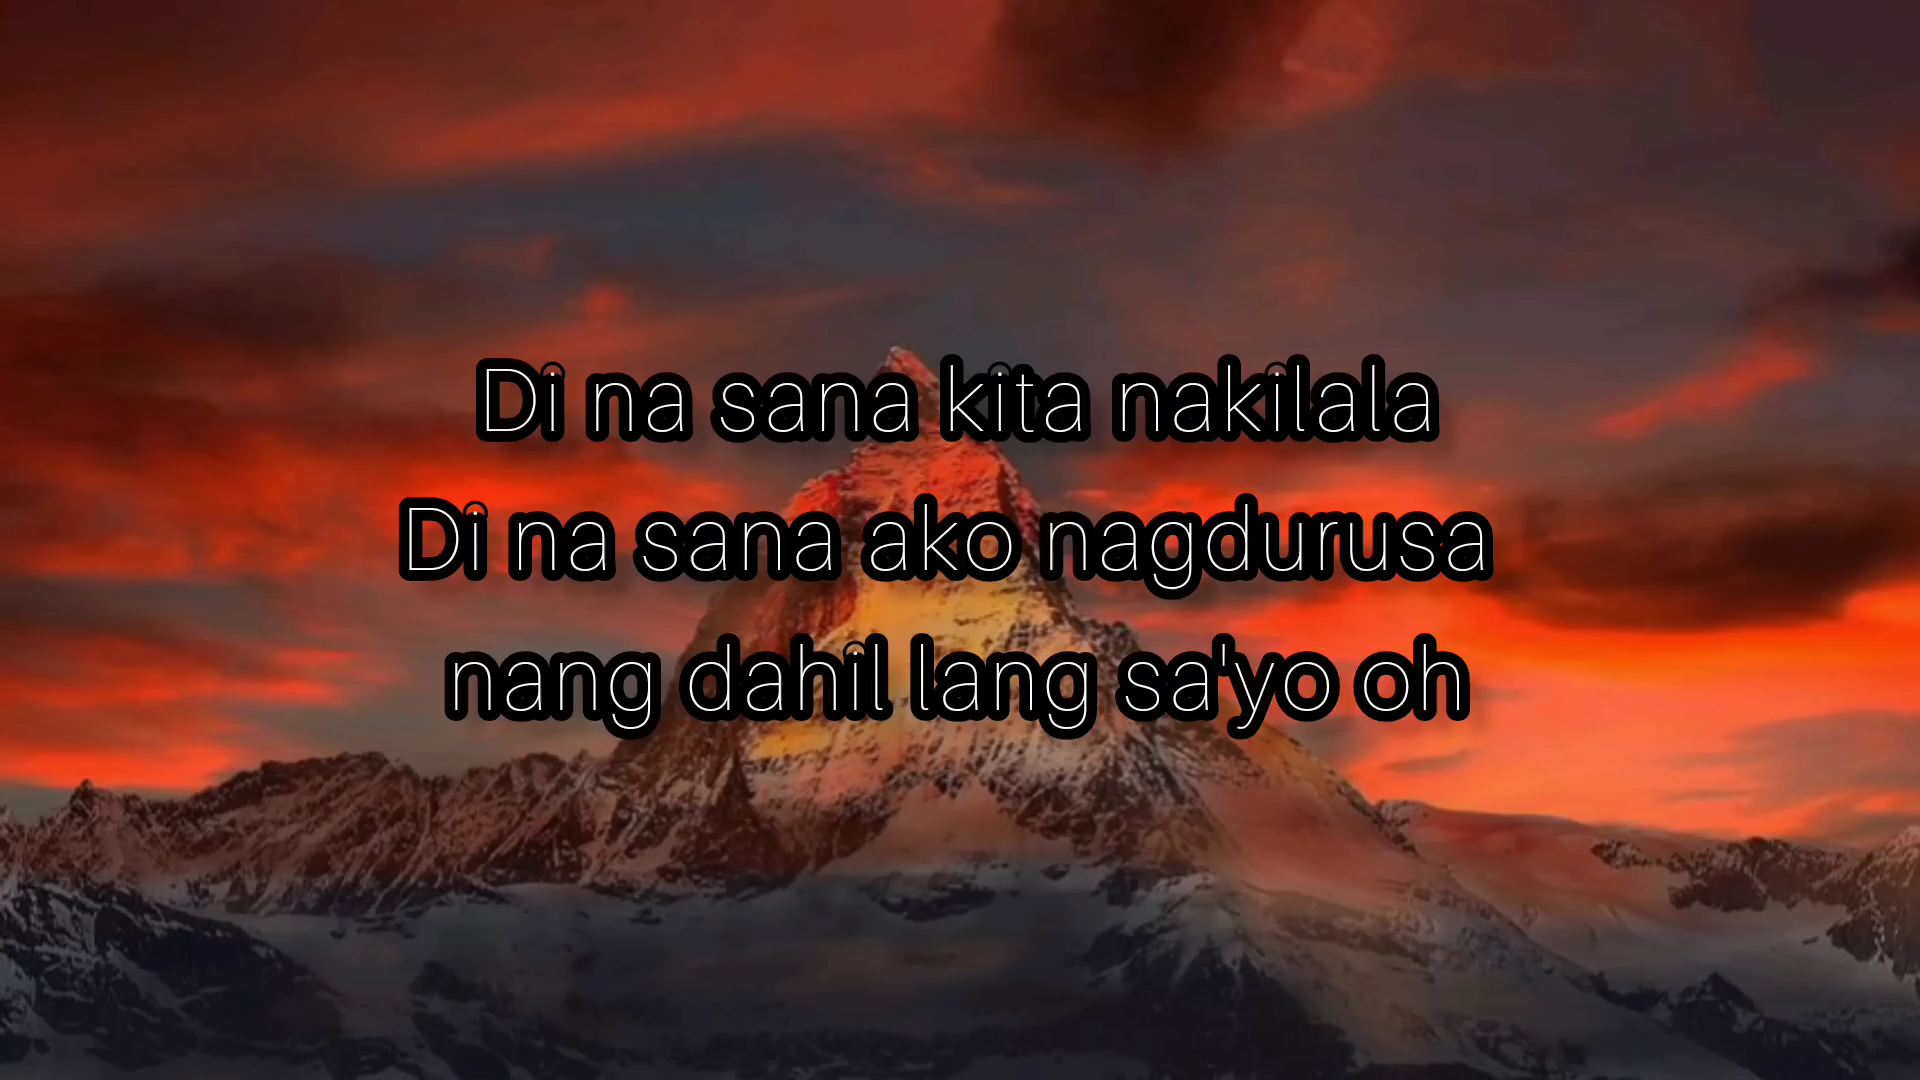 Di na sana kita nakilala
Di na sana ako nagdurusa
nang dahil lang sa'yo oh